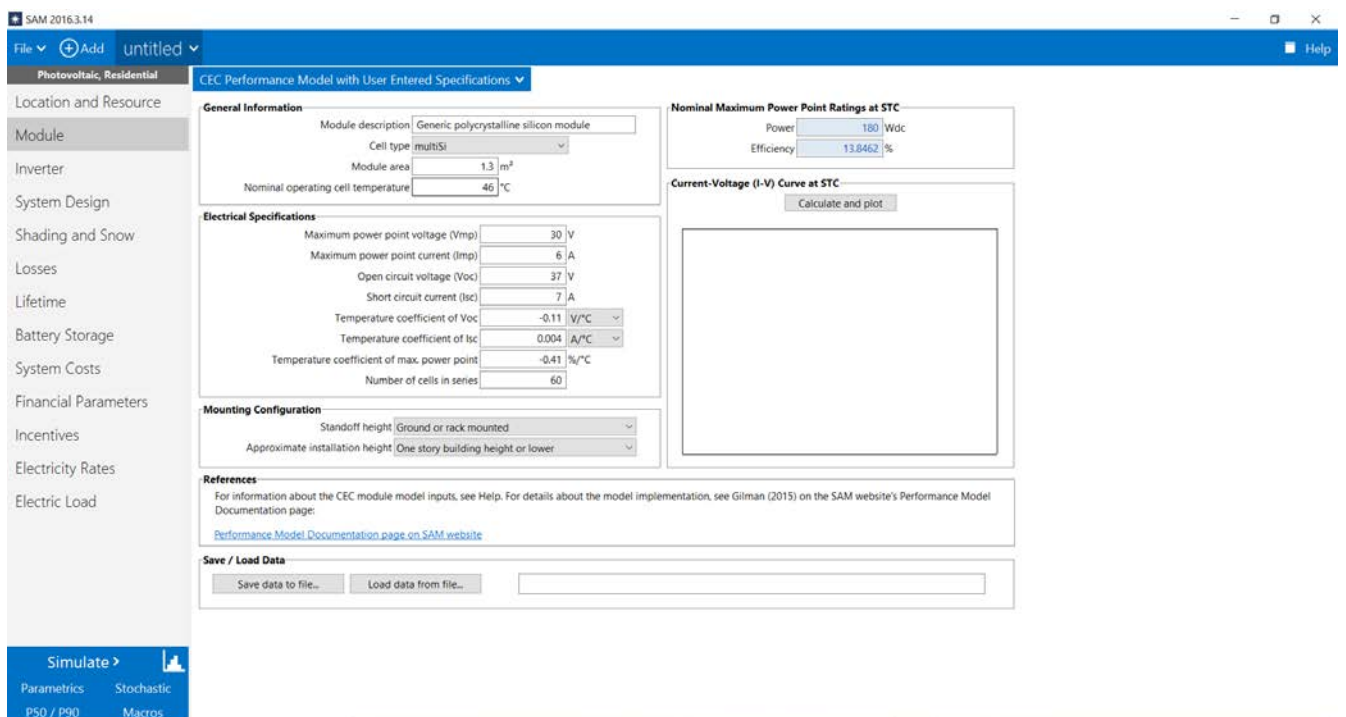 SAM 2016.3.14
File Add untitled Help
Photovoltaic, Residential
Location and Resource
Module
Inverter
System Design
Shading and Snow
Losses
Lifetime
Battery Storage
System Costs
Financial Parameters
Incentives
Electricity Rates
Electric Load
Simulate >
Parametrics Stochastic
P50 / P90 Macros
CEC Performance Model with User Entered Specifications
General Information
Module description Generic polycrystalline silicon module
Cell type multiSi
Module area 1.3 m²
Nominal operating cell temperature 46 °C
Electrical Specifications
Maximum power point voltage (Vmp) 30 V
Maximum power point current (Imp) 6 A
Open circuit voltage (Voc) 37 V
Short circuit current (Isc) 7 A
Temperature coefficient of Voc -0.11 V/°C
Temperature coefficient of Isc 0.004 A/°C
Temperature coefficient of max. power point -0.41 %/°C
Number of cells in series 60
Mounting Configuration
Standoff height Ground or rack mounted
Approximate installation height One story building height or lower
Nominal Maximum Power Point Ratings at STC
Power 180 Wdc
Efficiency 13.8462 %
Current-Voltage (I-V) Curve at STC
Calculate and plot
References
For information about the CEC module model inputs, see Help. For details about the model implementation, see Gilman (2015) on the SAM website's Performance Model
Documentation page:
Performance Model Documentation page on SAM website
Save / Load Data
Save data to file... Load data from file...